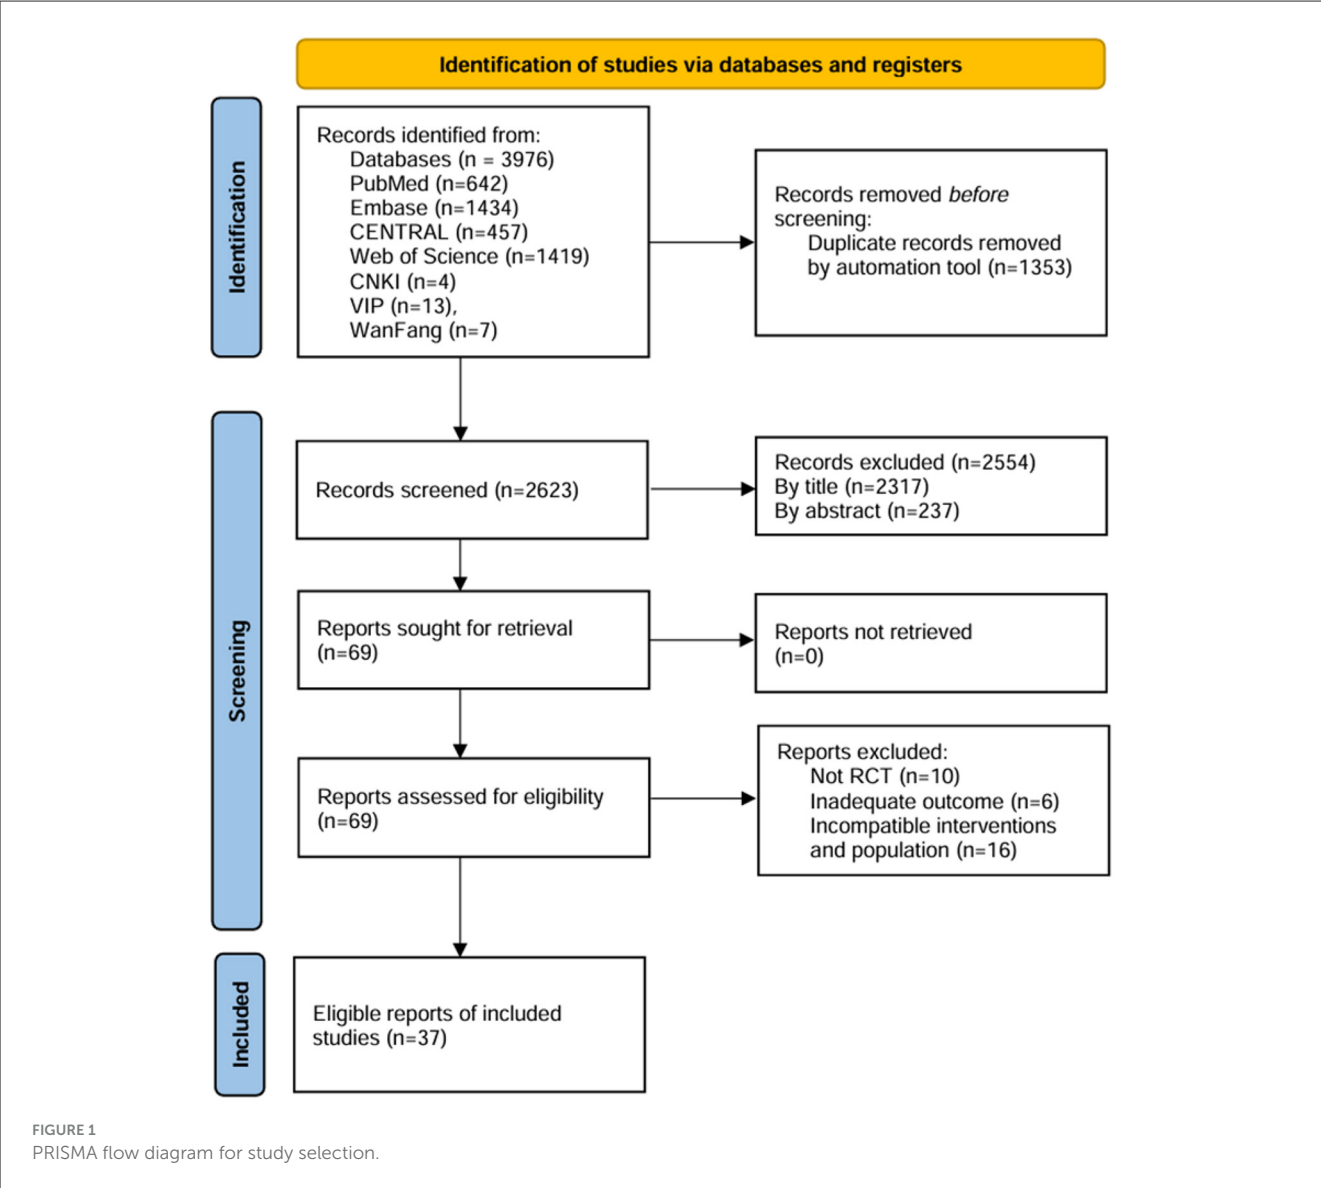 Identification of studies via databases and registers
Identification
Records identified from:
Databases (n = 3976)
PubMed (n=642)
Embase (n=1434)
CENTRAL (n=457)
Web of Science (n=1419)
CNKI (n=4)
VIP (n=13),
WanFang (n=7)
Records removed before
screening:
Duplicate records removed
by automation tool (n=1353)
Screening
Records screened (n=2623)
Records excluded (n=2554)
By title (n=2317)
By abstract (n=237)
Reports sought for retrieval
(n=69)
Reports not retrieved
(n=0)
Reports assessed for eligibility
(n=69)
Reports excluded:
Not RCT (n=10)
Inadequate outcome (n=6)
Incompatible interventions
and population (n=16)
Included
Eligible reports of included
studies (n=37)
FIGURE 1
PRISMA flow diagram for study selection.